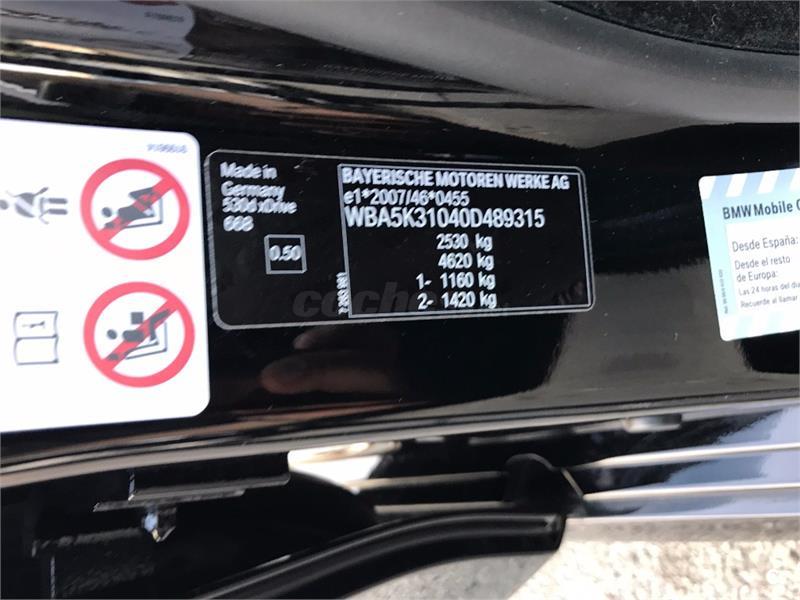 Made in
Germany
530d xDrive
668
0.50
BAYERISCHE MOTOREN WERKE AG
e1*2007/46*0455
WBA5K31040D489315
2530 kg
4620 kg
1- 1160 kg
2- 1420 kg
BMW Mobile
Desde España:
Desde el resto
de Europa:
Las 24 horas del día
Recuerde al llamar